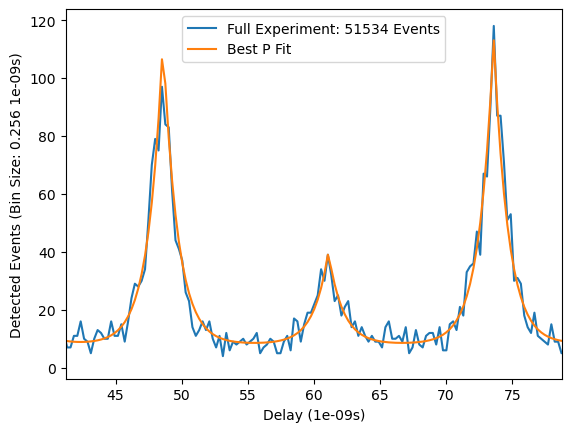 Full Experiment: 51534 Events
Best P Fit
Detected Events (Bin Size: 0.256 1e-09s)
120
100
80
60
40
20
0
45 50 55 60 65 70 75
Delay (1e-09s)